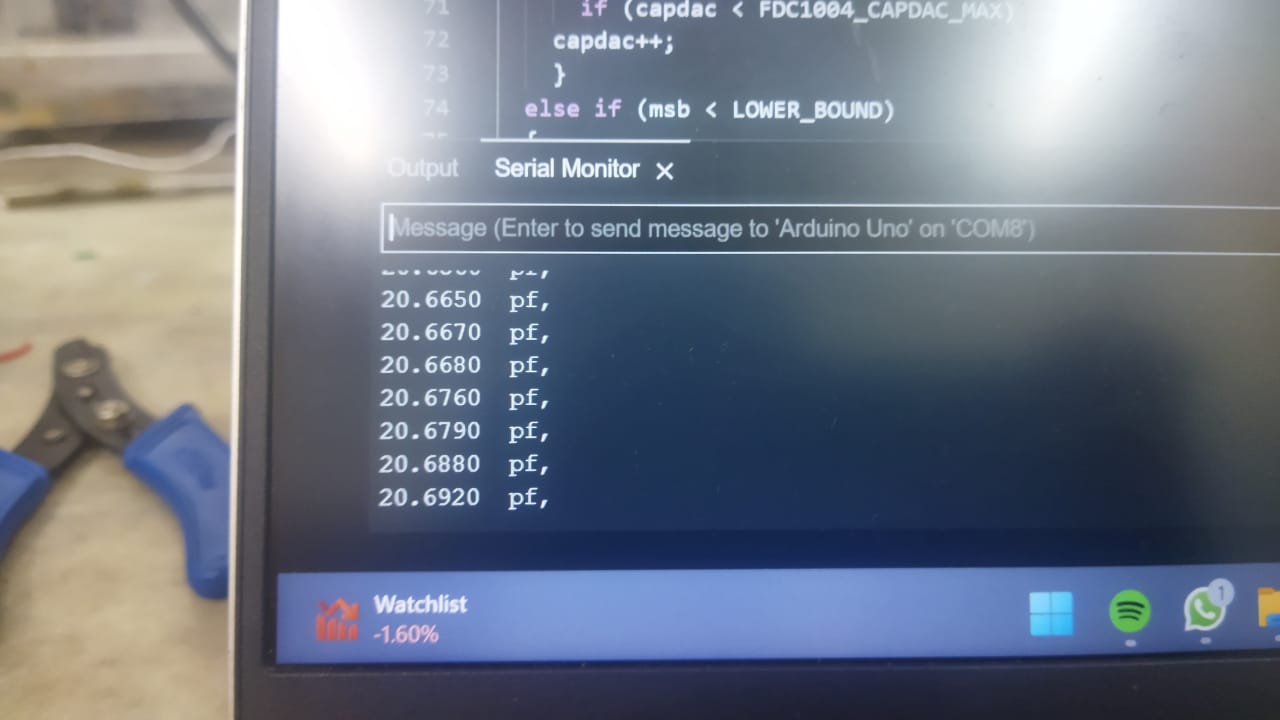 71 if (capdac < FDC1004_CAPDAC_MAX)
72 capdac++;
73 }
74 else if (msb < LOWER_BOUND)
{
Output Serial Monitor ×
Message (Enter to send message to 'Arduino Uno' on 'COM8')
pf,
20.6650 pf,
20.6670 pf,
20.6680 pf,
20.6760 pf,
20.6790 pf,
20.6880 pf,
20.6920 pf,
Watchlist
-1.60%
1